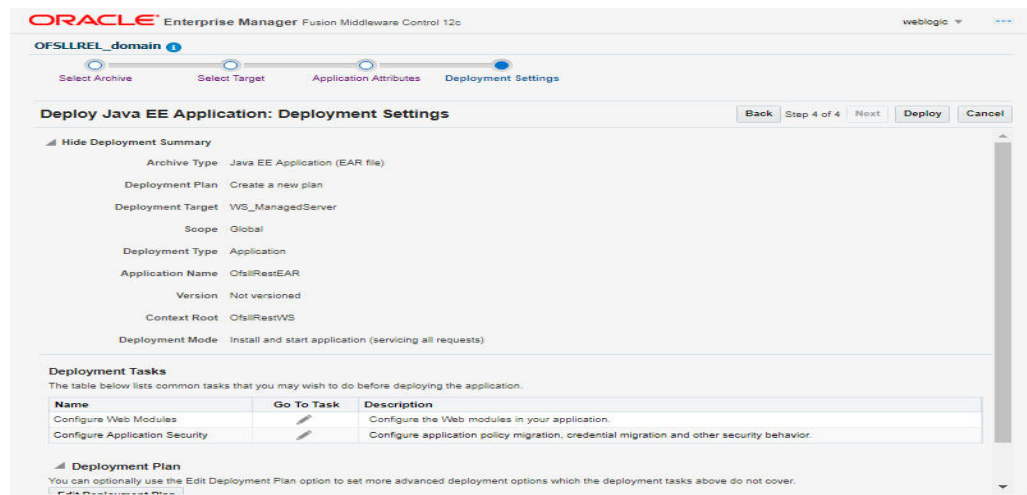 ORACLE Enterprise Manager Fusion Middleware Control 12c weblogic
OFSLLREL_domain i
Select Archive Select Target Application Attributes Deployment Settings
Deploy Java EE Application: Deployment Settings Back Step 4 of 4 Next Deploy Cancel
Hide Deployment Summary
Archive Type Java EE Application (EAR file)
Deployment Plan Create a new plan
Deployment Target WS_ManagedServer
Scope Global
Deployment Type Application
Application Name OfsllRestEAR
Version Not versioned
Context Root OfsllRestWS
Deployment Mode Install and start application (servicing all requests)
Deployment Tasks
The table below lists common tasks that you may wish to do before deploying the application.
Name Go To Task Description
Configure Web Modules Configure the Web modules in your application.
Configure Application Security Configure application policy migration, credential migration and other security behavior.
Deployment Plan
You can optionally use the Edit Deployment Plan option to set more advanced deployment options which the deployment tasks above do not cover.
Edit Deployment Plan